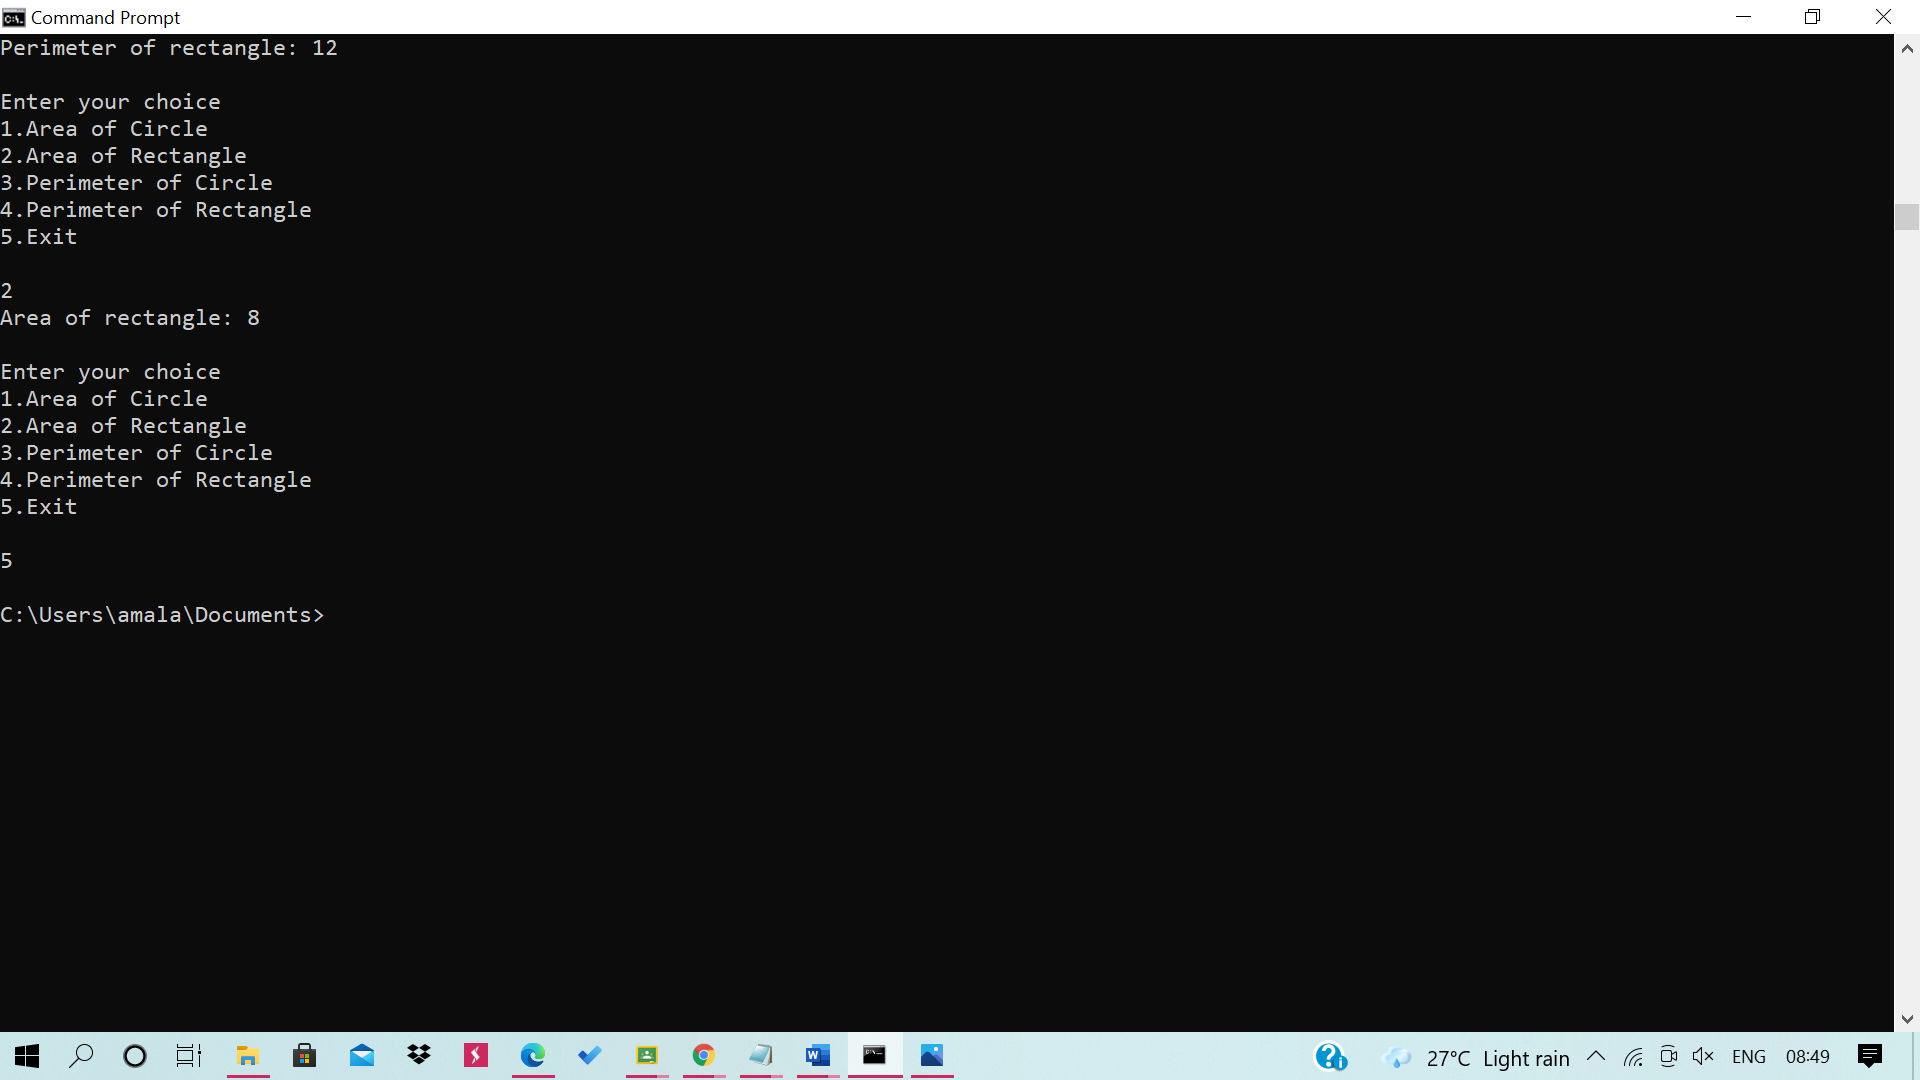 Command Prompt
Perimeter of rectangle: 12
Enter your choice
1.Area of Circle
2.Area of Rectangle
3.Perimeter of Circle
4.Perimeter of Rectangle
5.Exit
2
Area of rectangle: 8
Enter your choice
1.Area of Circle
2.Area of Rectangle
3.Perimeter of Circle
4.Perimeter of Rectangle
5.Exit
5
C:\Users\amala\Documents>
27°C Light rain ENG 08:49